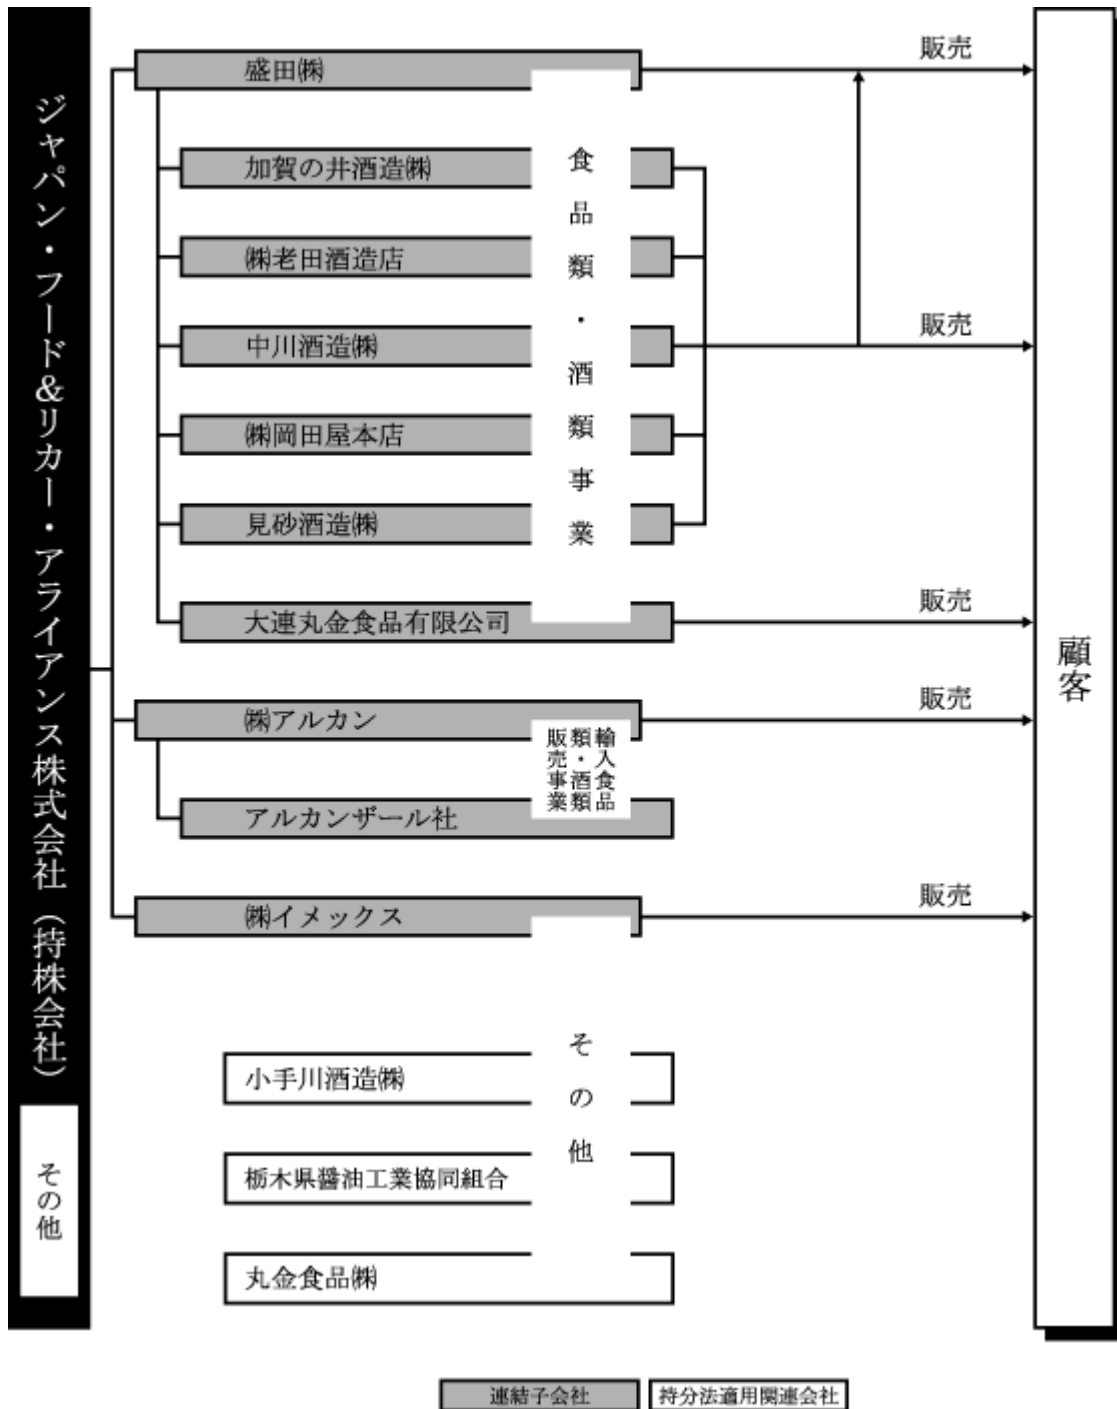 ジャパン・フード&リカー・アライアンス株式会社（持株会社）
その他
盛田㈱
加賀の井酒造㈱
㈱老田酒造店
中川酒造㈱
㈱岡田屋本店
見砂酒造㈱
大連丸金食品有限公司
食品類・酒類事業
㈱アルカン
アルカンザール社
輸入食品
類・酒類
販売事業
㈱イメックス
小手川酒造㈱
栃木県醤油工業協同組合
丸金食品㈱
その他
販売
販売
販売
販売
販売
顧客
連結子会社
持分法適用関連会社